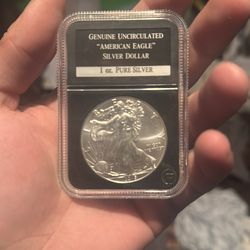 GENUINE UNCIRCULATED
"AMERICAN EAGLE"
SILVER DOLLAR
1 oz. PURE SILVER